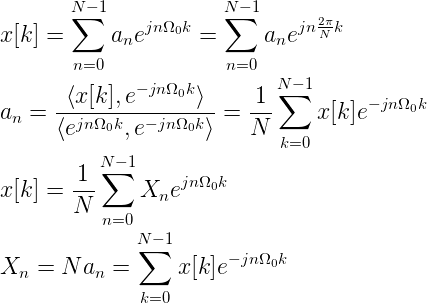 x[k] = \sum_{n=0}^{N-1} a_n e^{jn\Omega_0 k} = \sum_{n=0}^{N-1} a_n e^{jn\frac{2\pi}{N}k}
a_n = \frac{\langle x[k], e^{-jn\Omega_0 k} \rangle}{\langle e^{jn\Omega_0 k}, e^{-jn\Omega_0 k} \rangle} = \frac{1}{N} \sum_{k=0}^{N-1} x[k] e^{-jn\Omega_0 k}
x[k] = \frac{1}{N} \sum_{n=0}^{N-1} X_n e^{jn\Omega_0 k}
X_n = N a_n = \sum_{k=0}^{N-1} x[k] e^{-jn\Omega_0 k}